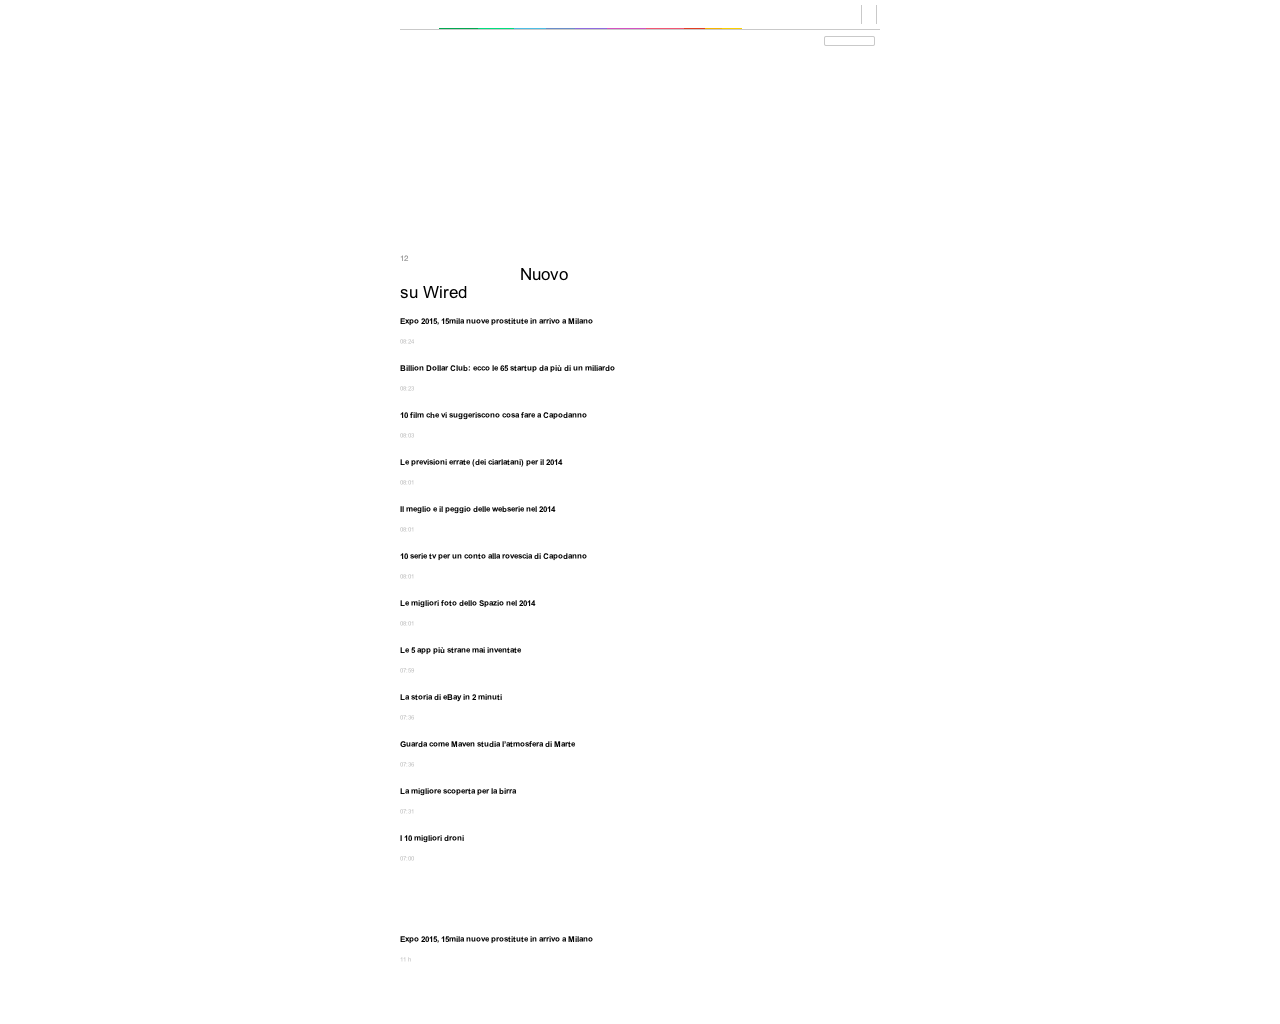 12
Nuovo
su Wired
Expo 2015, 15mila nuove prostitute in arrivo a Milano
08:24
Billion Dollar Club: ecco le 65 startup da più di un miliardo
08:23
10 film che vi suggeriscono cosa fare a Capodanno
08:03
Le previsioni errate (dei ciarlatani) per il 2014
08:01
Il meglio e il peggio delle webserie nel 2014
08:01
10 serie tv per un conto alla rovescia di Capodanno
08:01
Le migliori foto dello Spazio nel 2014
08:01
Le 5 app più strane mai inventate
07:59
La storia di eBay in 2 minuti
07:36
Guarda come Maven studia l'atmosfera di Marte
07:36
La migliore scoperta per la birra
07:31
I 10 migliori droni
07:00
Expo 2015, 15mila nuove prostitute in arrivo a Milano